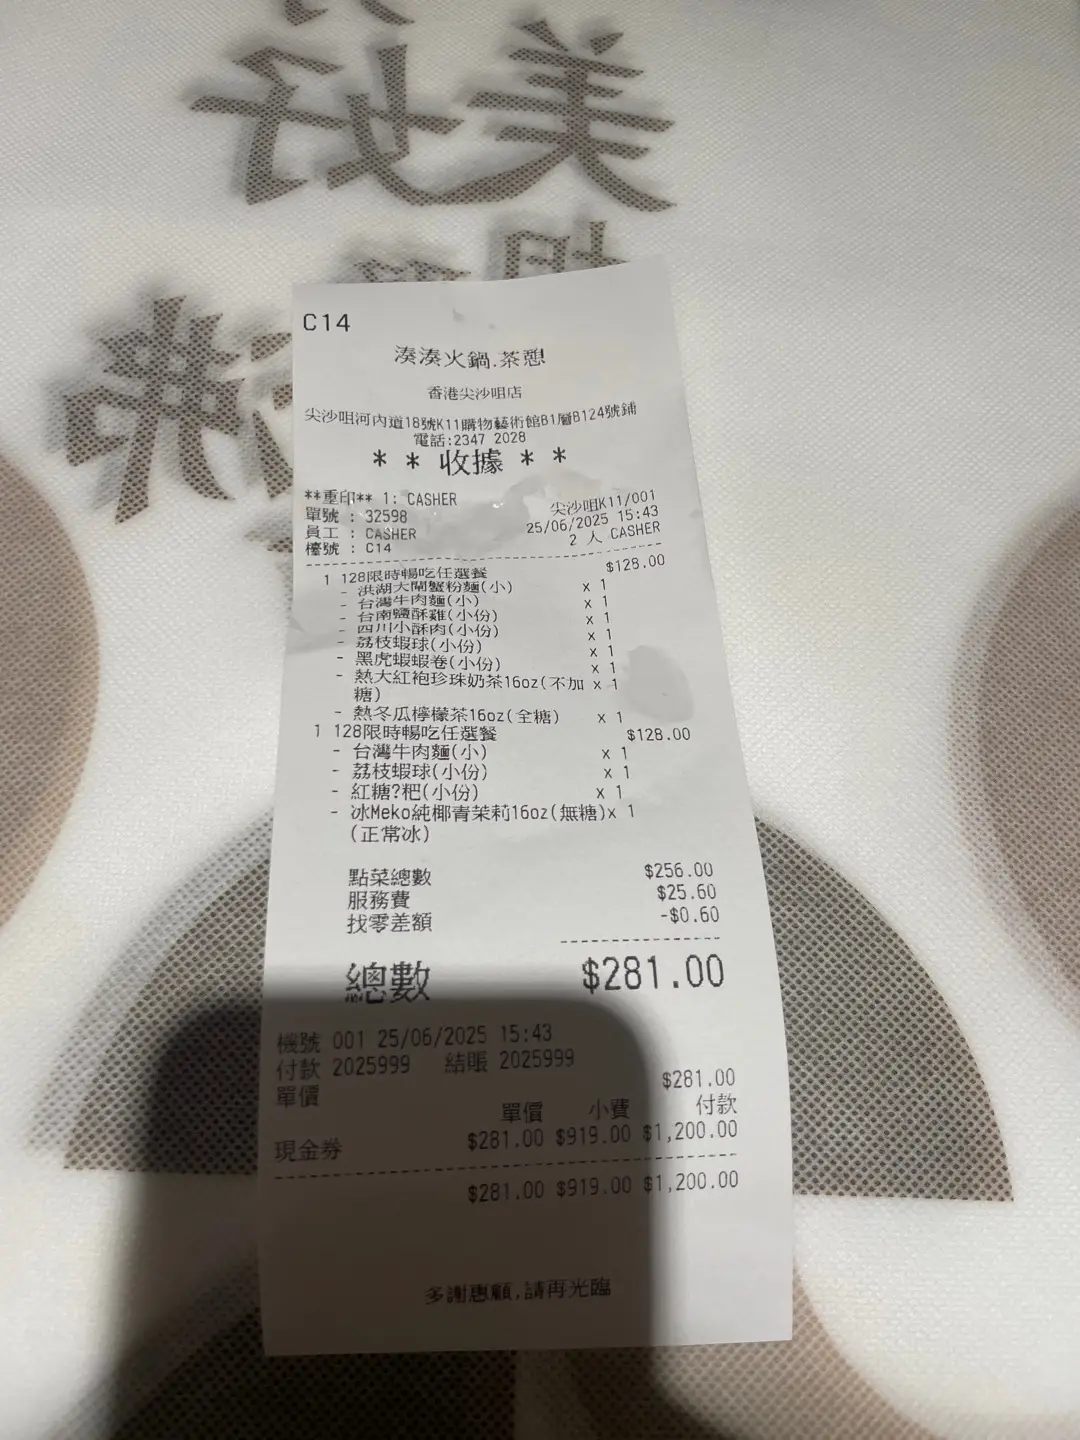 美
好
C14
湊湊火鍋.茶憩
香港尖沙咀店
尖沙咀河內道18號K11購物藝術館B1層B124號鋪
電話:2347 2028
* * 收據 * *
**重印** 1: CASHER 尖沙咀K11/001
單號 : 32598 25/06/2025 15:43
員工 : CASHER 2 人 CASHER
檯號 : C14
1 128限時暢吃任選餐 $128.00
- 洪湖大閘蟹粉麵(小) x 1
- 台灣牛肉麵(小) x 1
- 台南鹽酥雞(小份) x 1
- 四川小酥肉(小份) x 1
- 荔枝蝦球(小份) x 1
- 黑虎蝦蝦卷(小份) x 1
- 熱大紅袍珍珠奶茶16oz(不加 x 1
糖)
- 熱冬瓜檸檬茶16oz(全糖) x 1
1 128限時暢吃任選餐 $128.00
- 台灣牛肉麵(小) x 1
- 荔枝蝦球(小份) x 1
- 紅糖?粑(小份) x 1
- 冰Meko純椰青茉莉16oz(無糖)x 1
(正常冰)
點菜總數 $256.00
服務費 $25.60
找零差額 -$0.60
總數 $281.00
機號 001 25/06/2025 15:43
付款 2025999 結賬 2025999
單價 $281.00
單價 小費 付款
現金券 $281.00 $919.00 $1,200.00
$281.00 $919.00 $1,200.00
多謝惠顧,請再光臨